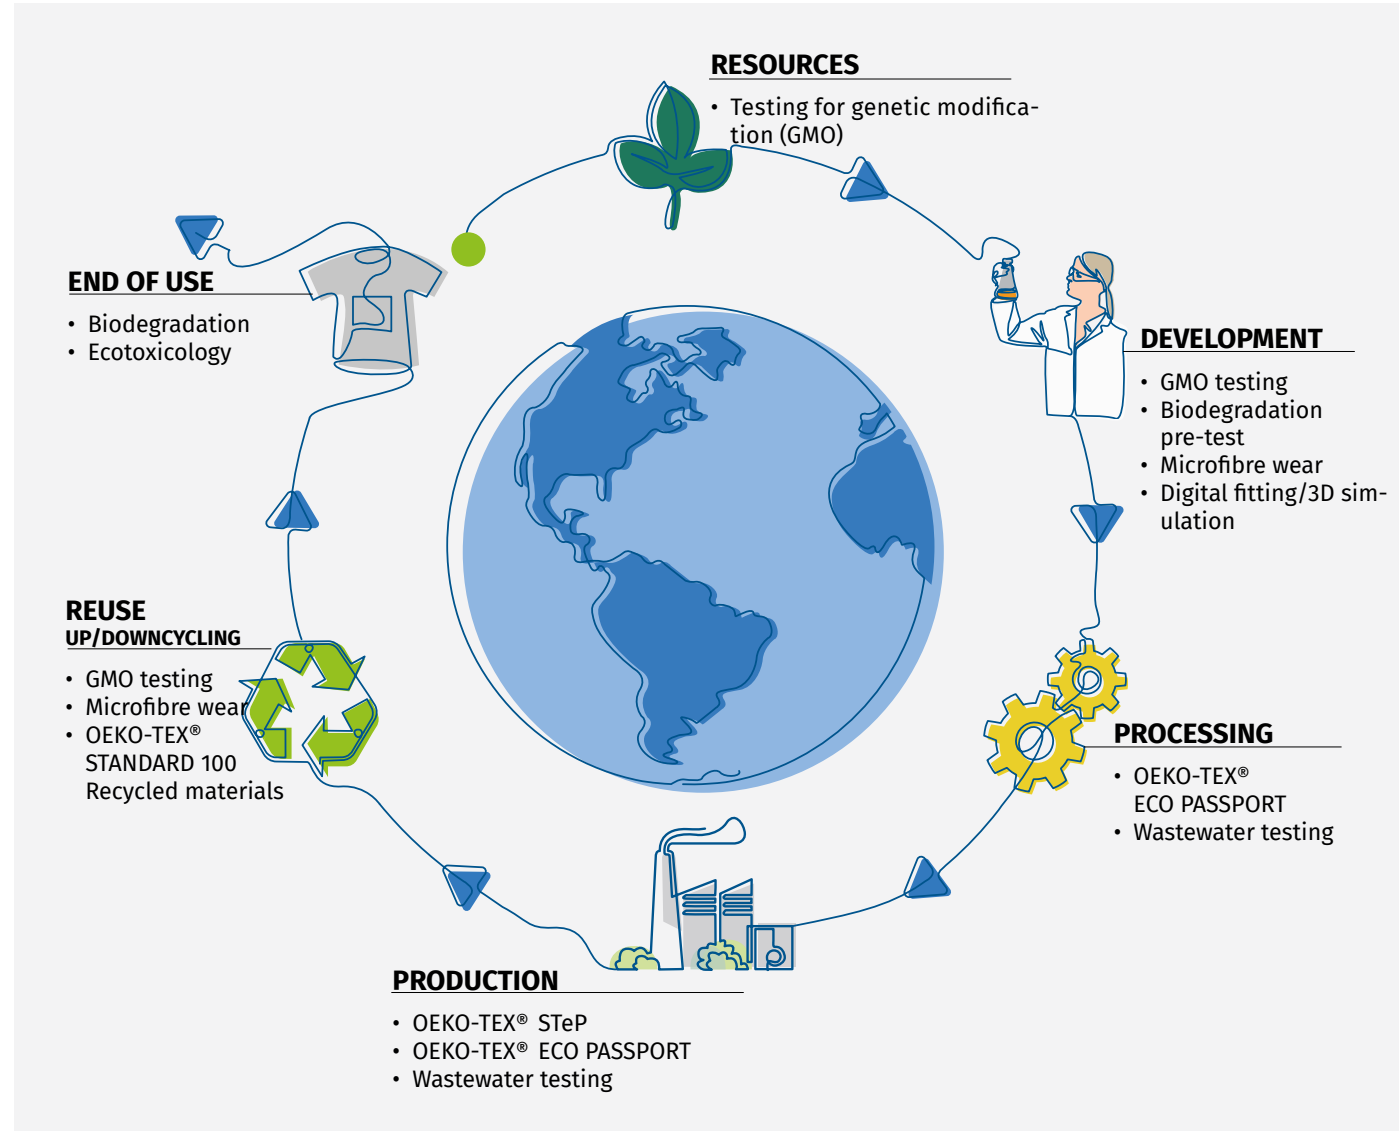 RESOURCES
• Testing for genetic modifica-
tion (GMO)
DEVELOPMENT
• GMO testing
• Biodegradation
pre-test
• Microfibre wear
• Digital fitting/3D sim-
ulation
PROCESSING
• OEKO-TEX®
ECO PASSPORT
• Wastewater testing
PRODUCTION
• OEKO-TEX® STeP
• OEKO-TEX® ECO PASSPORT
• Wastewater testing
REUSE
UP/DOWNCYCLING
• GMO testing
• Microfibre wear
• OEKO-TEX®
STANDARD 100
Recycled materials
END OF USE
• Biodegradation
• Ecotoxicology